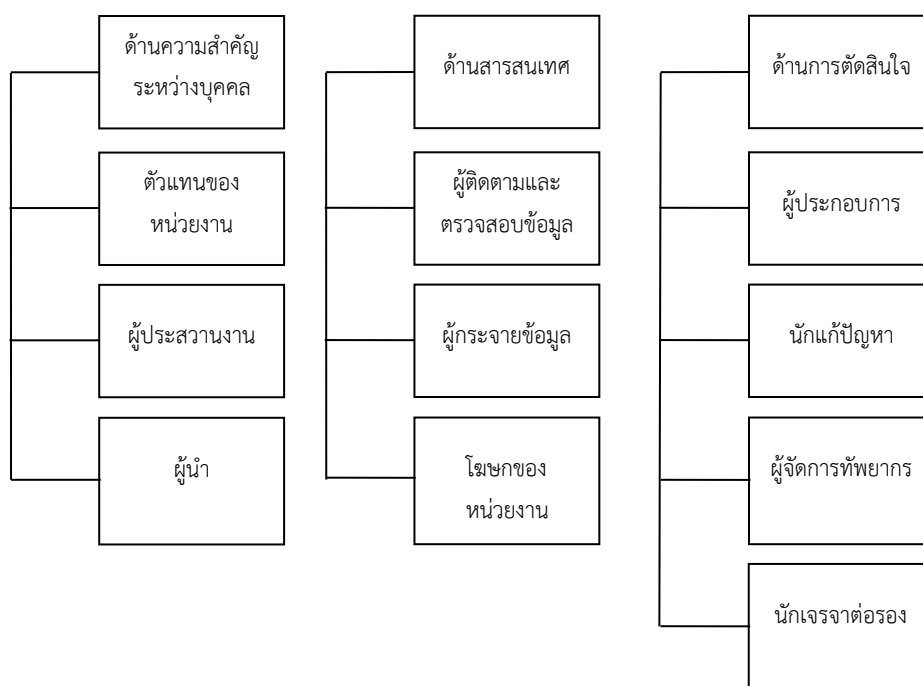 ด้านความสำคัญ
ระหว่างบุคคล
ตัวแทนของ
หน่วยงาน
ผู้ประสวานงาน
ผู้นำ
ด้านสารสนเทศ
ผู้ติดตามและ
ตรวจสอบข้อมูล
ผู้กระจายข้อมูล
โฆษกของ
หน่วยงาน
ด้านการตัดสินใจ
ผู้ประกอบการ
นักแก้ปัญหา
ผู้จัดการทัพยากร
นักเจรจาต่อรอง